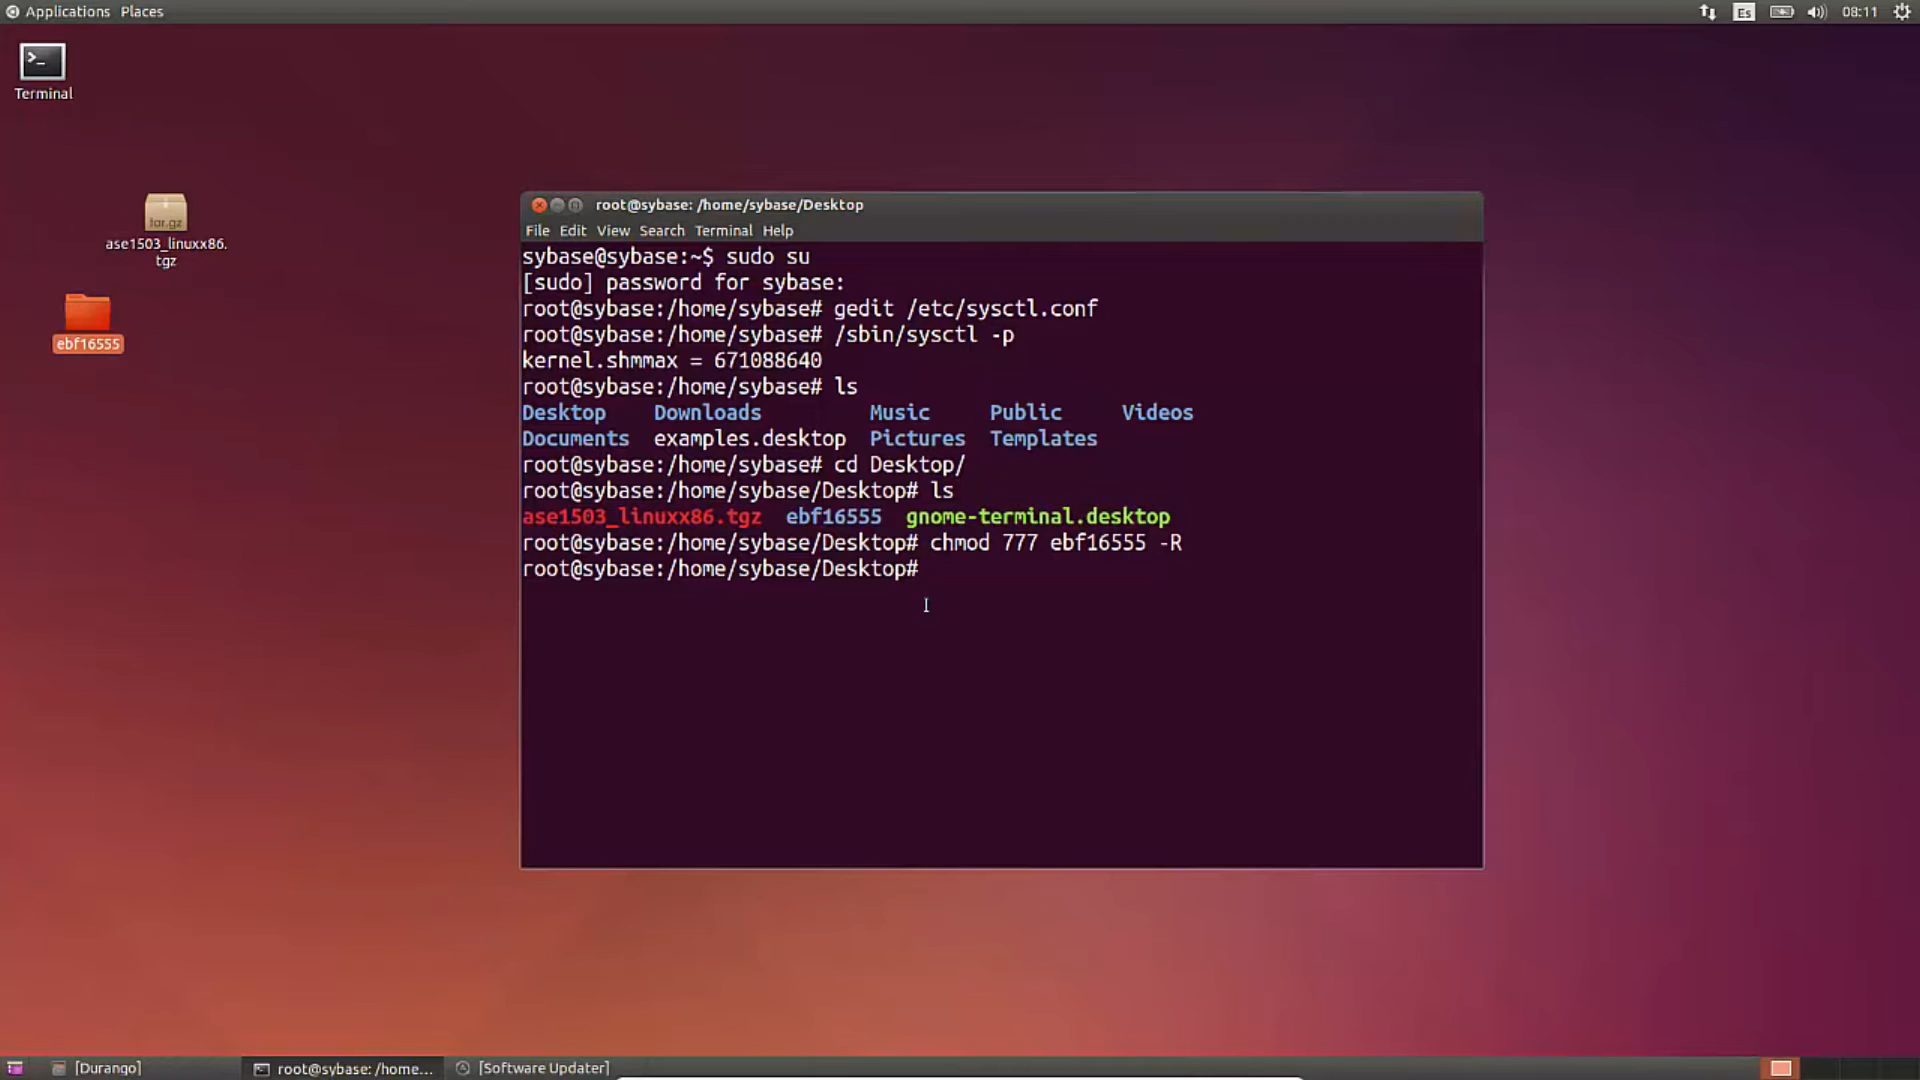 Applications Places
Es 08:11
Terminal
tar.gz
ase1503_linuxx86.
tgz
ebf16555
root@sybase: /home/sybase/Desktop
File Edit View Search Terminal Help
sybase@sybase:~$ sudo su
[sudo] password for sybase:
root@sybase:/home/sybase# gedit /etc/sysctl.conf
root@sybase:/home/sybase# /sbin/sysctl -p
kernel.shmmax = 671088640
root@sybase:/home/sybase# ls
Desktop Downloads Music Public Videos
Documents examples.desktop Pictures Templates
root@sybase:/home/sybase# cd Desktop/
root@sybase:/home/sybase/Desktop# ls
ase1503_linuxx86.tgz ebf16555 gnome-terminal.desktop
root@sybase:/home/sybase/Desktop# chmod 777 ebf16555 -R
root@sybase:/home/sybase/Desktop#
[Durango] root@sybase: /home... [Software Updater]